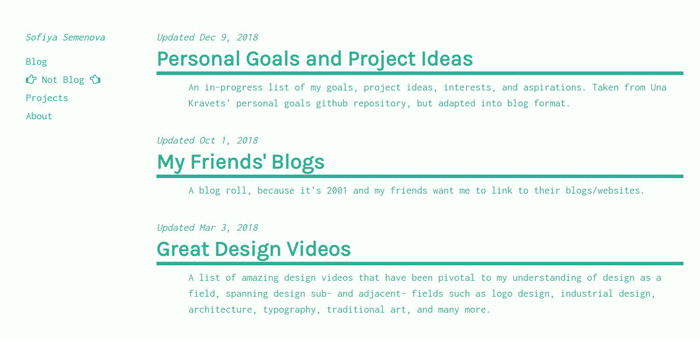 Sofiya Semenova
Blog
Not Blog
Projects
About
Updated Dec 9, 2018
Personal Goals and Project Ideas
An in-progress list of my goals, project ideas, interests, and aspirations. Taken from Una
Kravets' personal goals github repository, but adapted into blog format.
Updated Oct 1, 2018
My Friends' Blogs
A blog roll, because it's 2001 and my friends want me to link to their blogs/websites.
Updated Mar 3, 2018
Great Design Videos
A list of amazing design videos that have been pivotal to my understanding of design as a
field, spanning design sub- and adjacent- fields such as logo design, industrial design,
architecture, typography, traditional art, and many more.